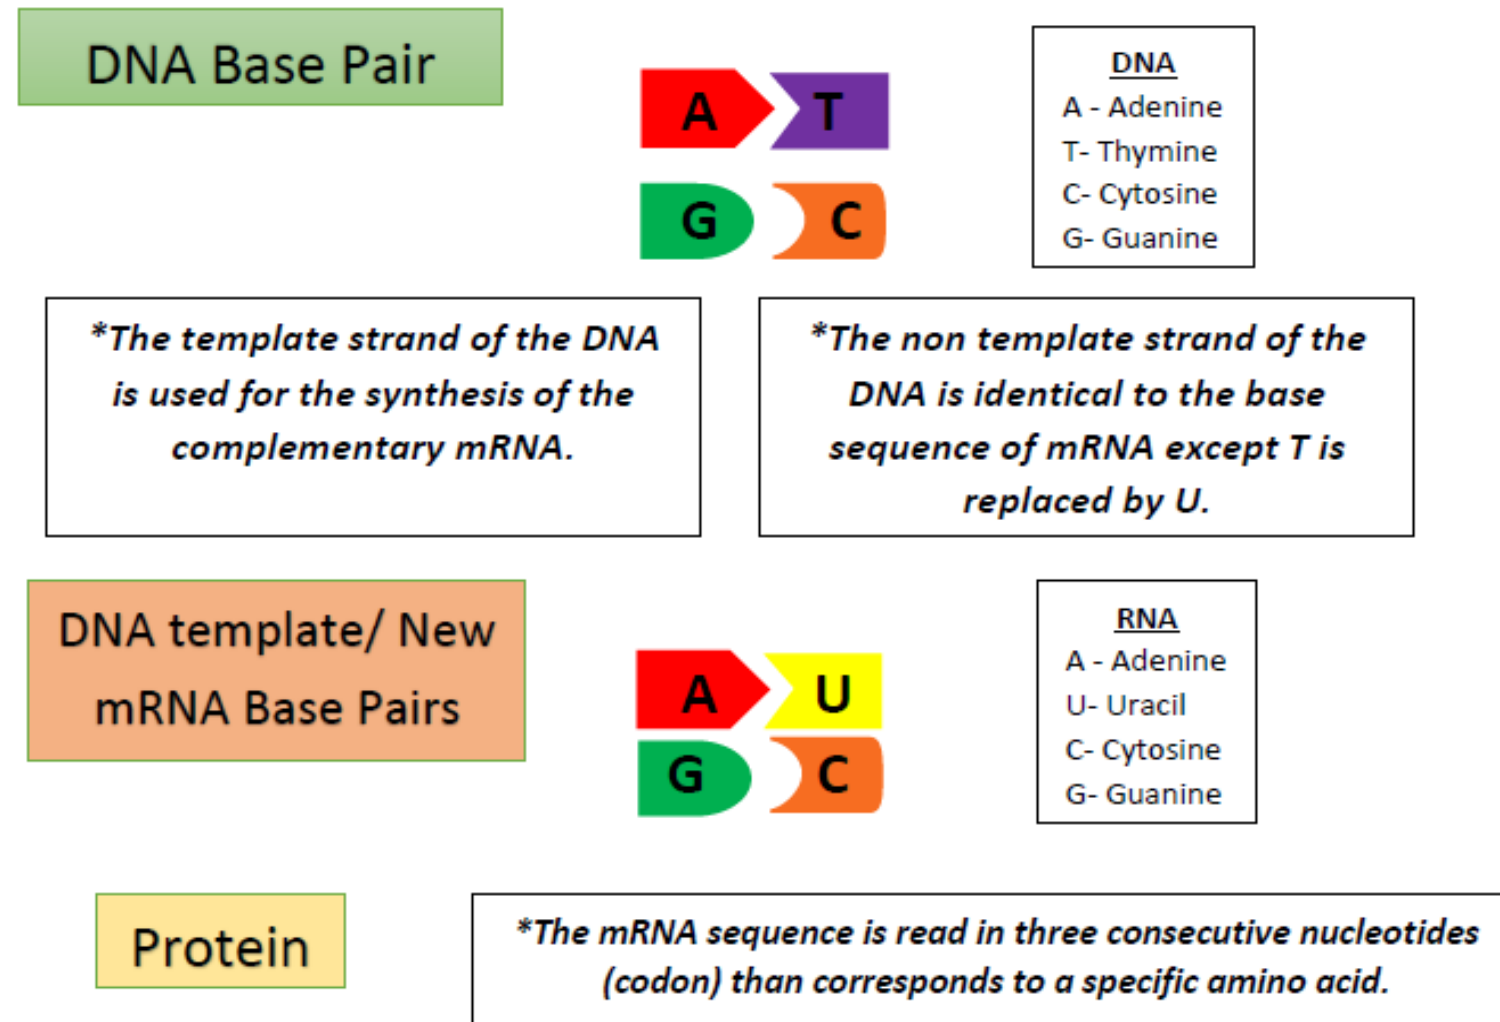 DNA Base Pair
A T
G C
DNA
A - Adenine
T- Thymine
C- Cytosine
G- Guanine
*The template strand of the DNA
is used for the synthesis of the
complementary mRNA.
*The non template strand of the
DNA is identical to the base
sequence of mRNA except T is
replaced by U.
DNA template/ New
mRNA Base Pairs
A U
G C
RNA
A - Adenine
U- Uracil
C- Cytosine
G- Guanine
Protein
*The mRNA sequence is read in three consecutive nucleotides
(codon) than corresponds to a specific amino acid.